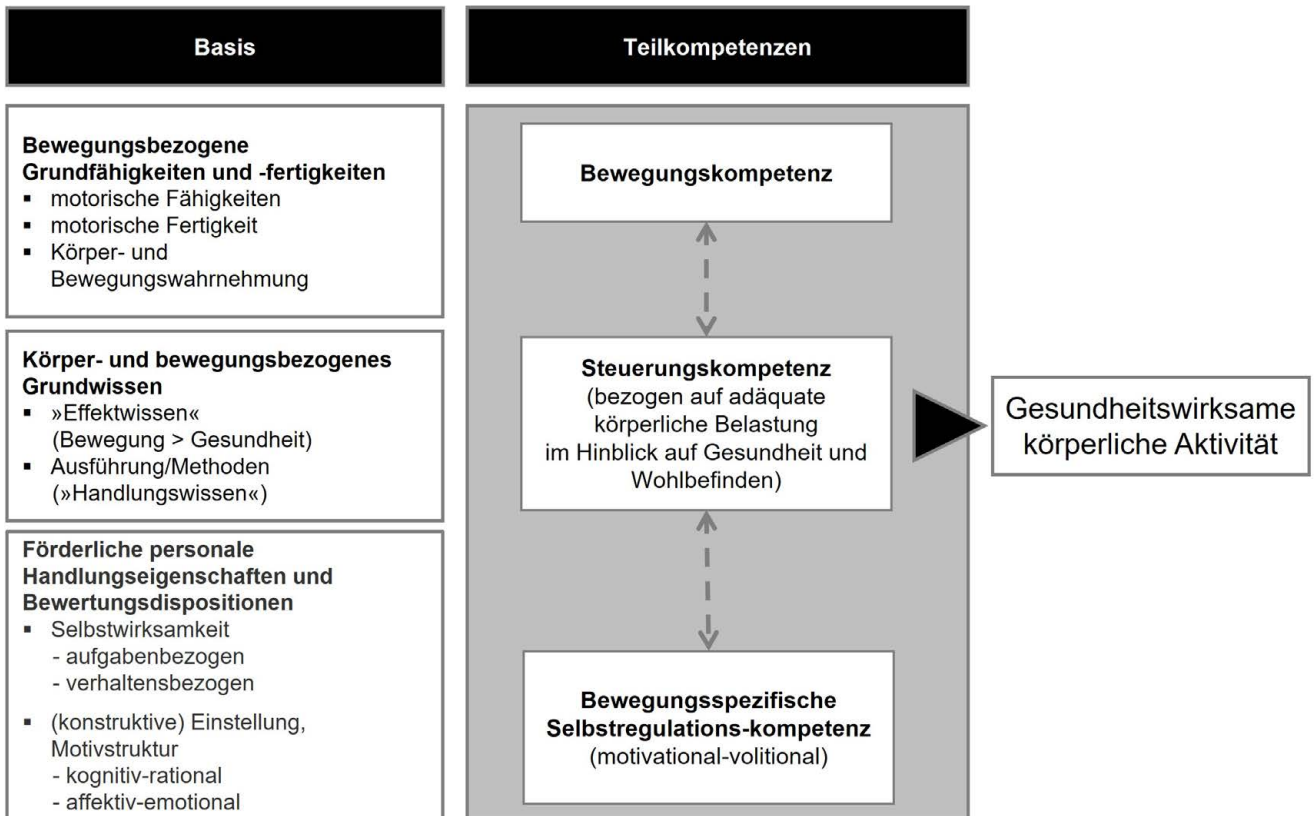 Basis
Bewegungsbezogene
Grundfähigkeiten und -fertigkeiten
▪ motorische Fähigkeiten
▪ motorische Fertigkeit
▪ Körper- und
Bewegungswahrnehmung
Körper- und bewegungsbezogenes
Grundwissen
▪ »Effektwissen«
(Bewegung > Gesundheit)
▪ Ausführung/Methoden
(»Handlungswissen«)
Förderliche personale
Handlungseigenschaften und
Bewertungsdispositionen
▪ Selbstwirksamkeit
- aufgabenbezogen
- verhaltensbezogen
▪ (konstruktive) Einstellung,
Motivstruktur
- kognitiv-rational
- affektiv-emotional
Teilkompetenzen
Bewegungskompetenz
Steuerungskompetenz
(bezogen auf adäquate
körperliche Belastung
im Hinblick auf Gesundheit und
Wohlbefinden)
Bewegungsspezifische
Selbstregulations-kompetenz
(motivational-volitional)
Gesundheitswirksame
körperliche Aktivität